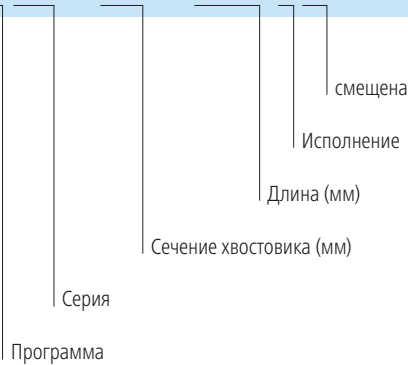 смещена
Исполнение
Длина (мм)
Сечение хвостовика (мм)
Серия
Программа